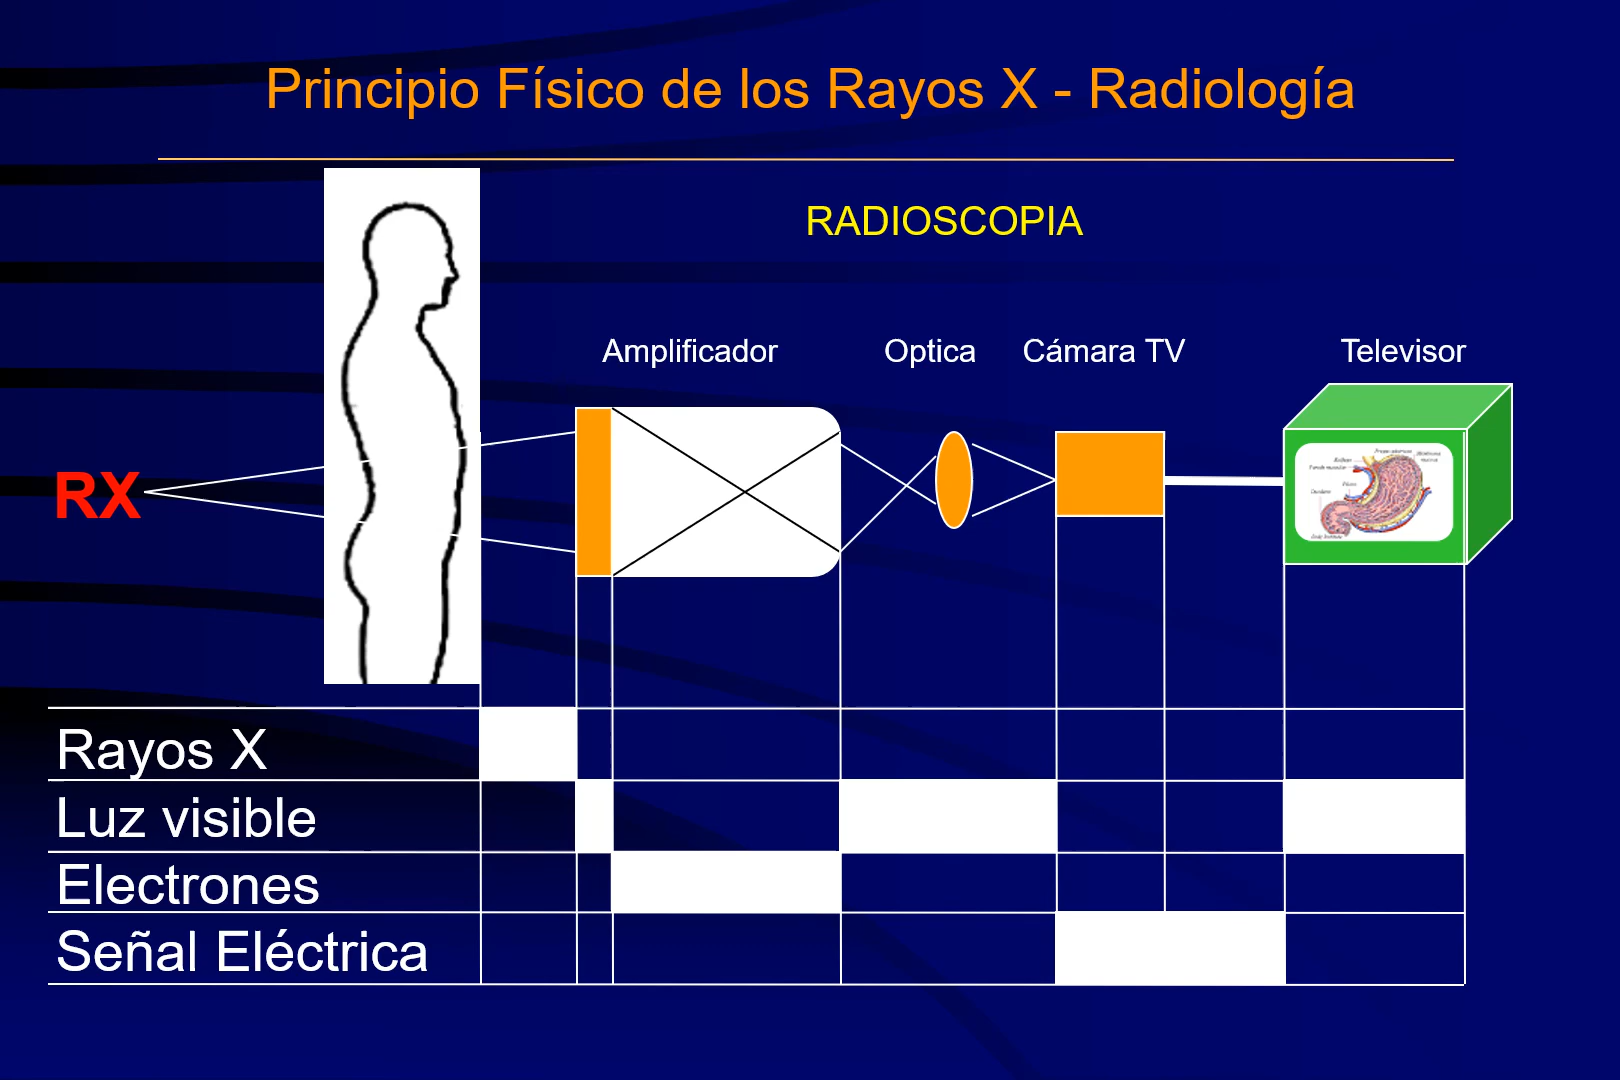 Principio Físico de los Rayos X - Radiología
RADIOSCOPIA
Amplificador
Optica
Cámara TV
Televisor
RX
Rayos X
Luz visible
Electrones
Señal Eléctrica